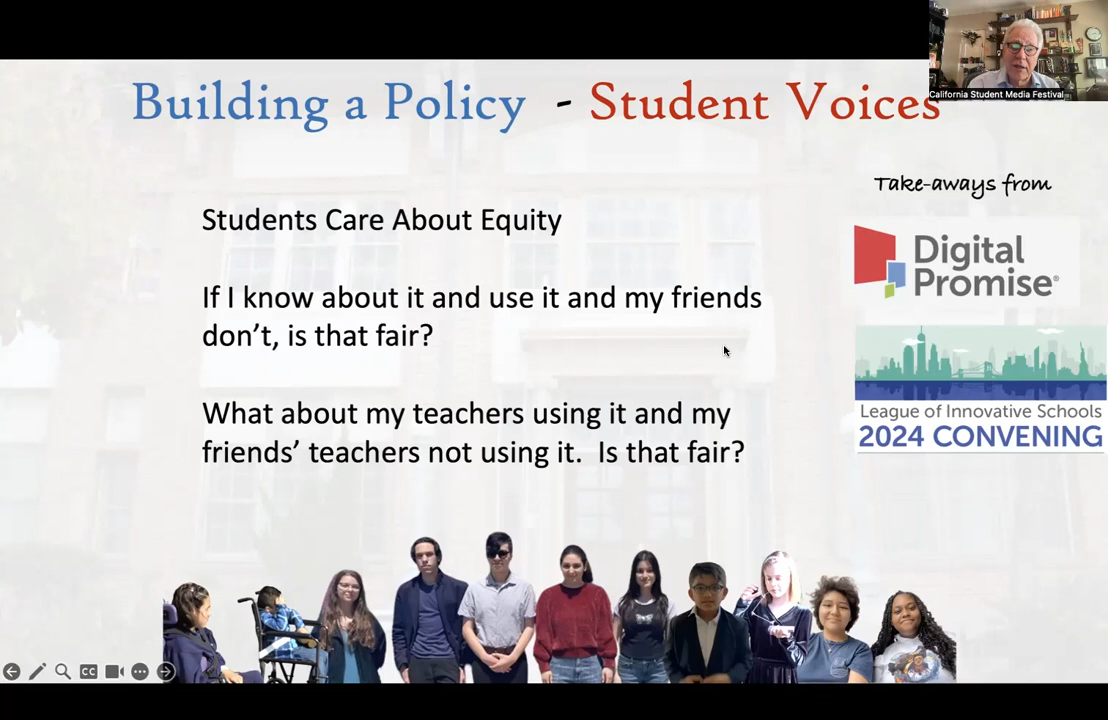 Building a Policy - Student Voices
California Student Media Festival
Take-aways from
Students Care About Equity
Digital
Promise®
If I know about it and use it and my friends
don’t, is that fair?
League of Innovative Schools
2024 CONVENING
What about my teachers using it and my
friends’ teachers not using it.  Is that fair?
CC